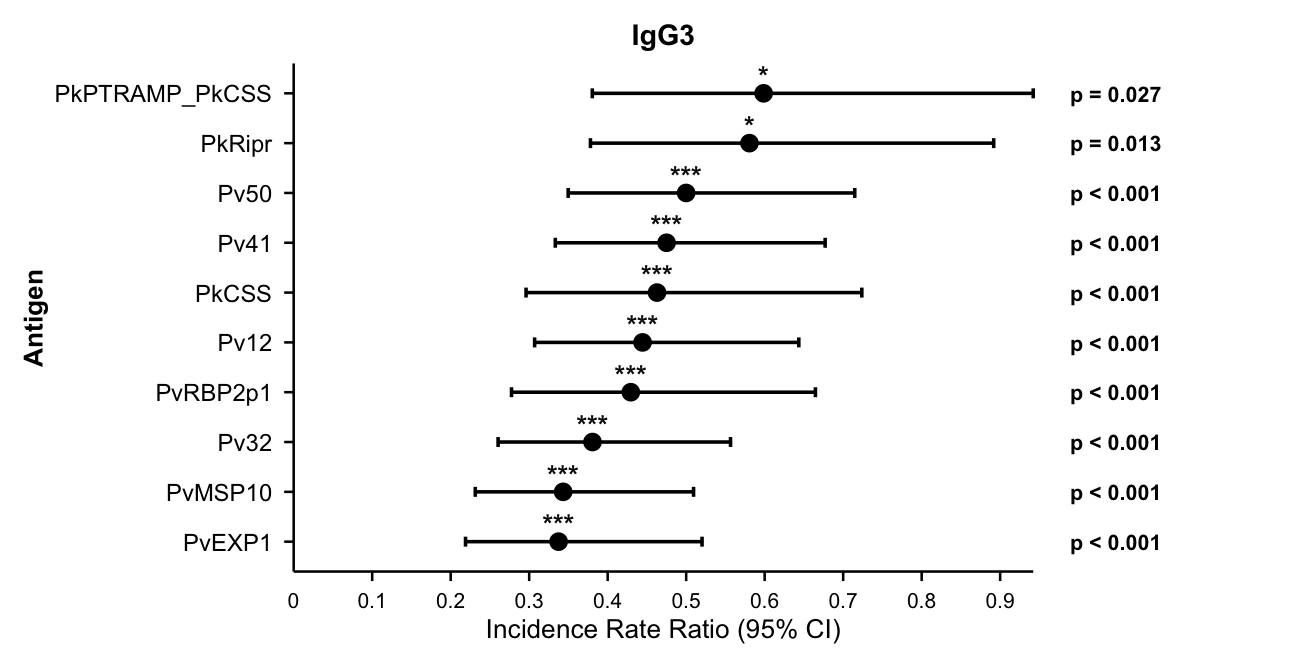 IgG3
*
PkPTRAMP_PkCSS p = 0.027
*
PkRipr p = 0.013
***
Pv50 p < 0.001
***
Pv41 p < 0.001
***
PkCSS p < 0.001
***
Pv12 p < 0.001
***
PvRBP2p1 p < 0.001
***
Pv32 p < 0.001
***
PvMSP10 p < 0.001
***
PvEXP1 p < 0.001
Antigen
0 0.1 0.2 0.3 0.4 0.5 0.6 0.7 0.8 0.9
Incidence Rate Ratio (95% CI)